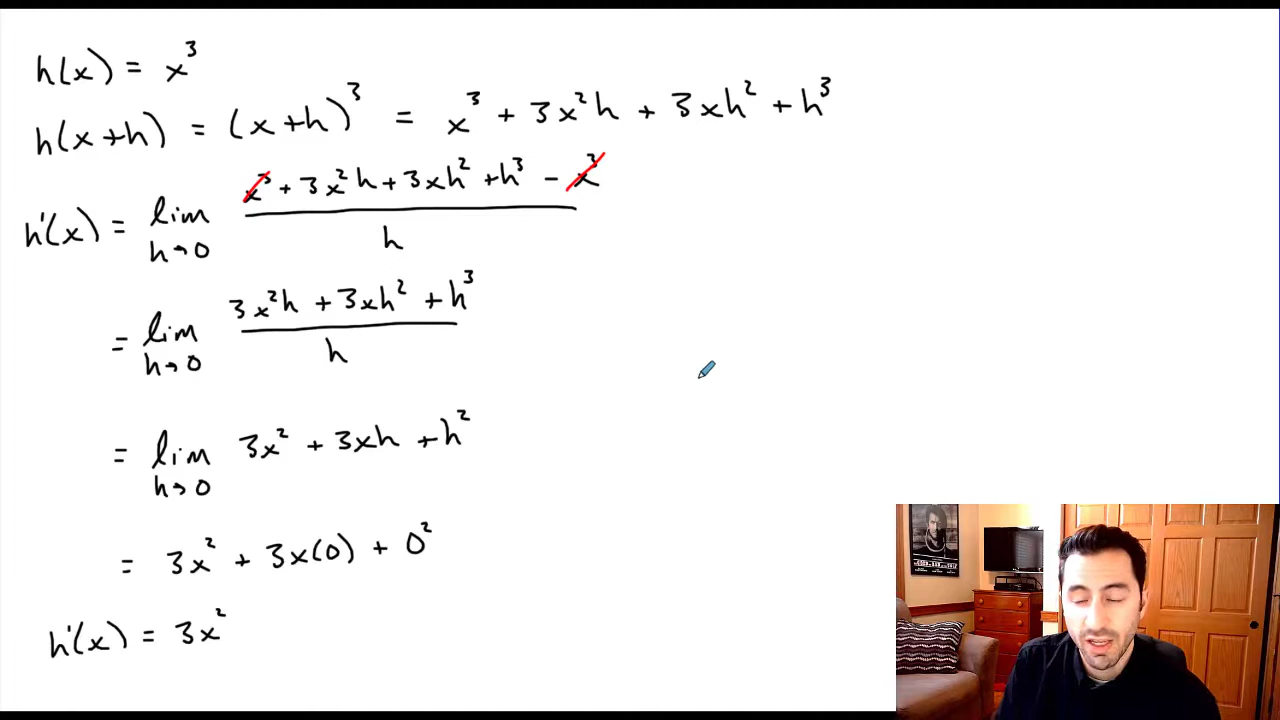 h(x) = x³
h(x+h) = (x+h)³ = x³ + 3x²h + 3xh² + h³
h'(x) = lim h→0 x³ + 3x²h + 3xh² + h³ - x³ / h
= lim h→0 3x²h + 3xh² + h³ / h
= lim h→0 3x² + 3xh + h²
= 3x² + 3x(0) + 0²
h'(x) = 3x²